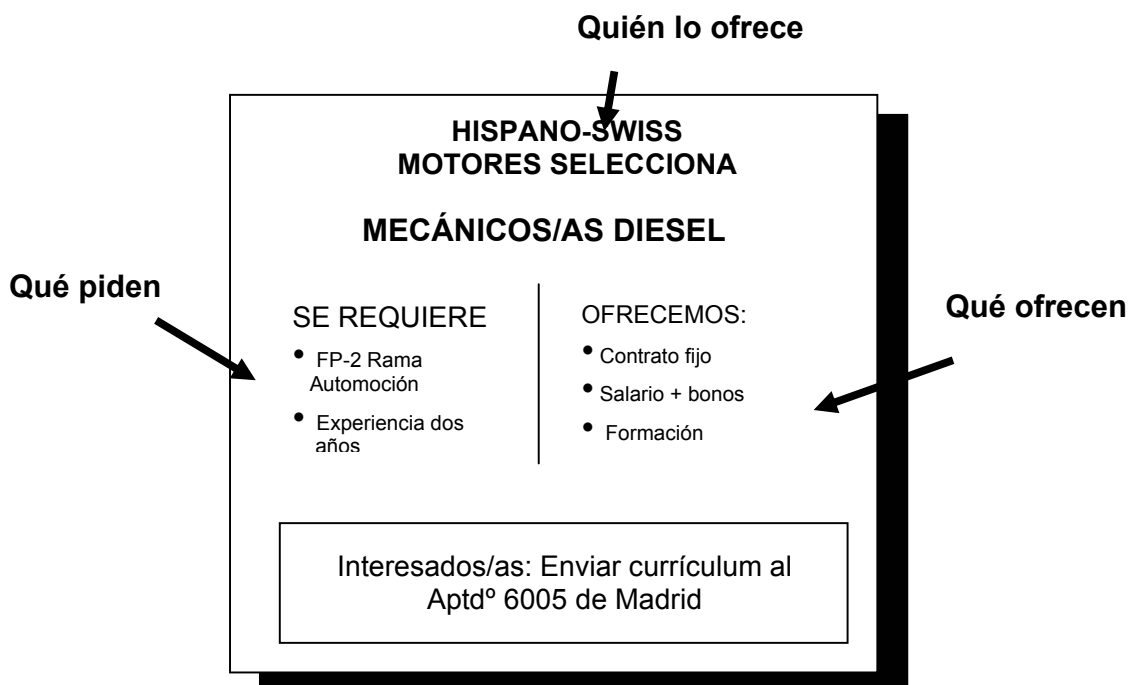 Quién lo ofrece
HISPANO-SWISS
MOTORES SELECCIONA
MECÁNICOS/AS DIESEL
Qué piden
SE REQUIERE
• FP-2 Rama
Automoción
• Experiencia dos
años
OFRECEMOS:
• Contrato fijo
• Salario + bonos
• Formación
Qué ofrecen
Interesados/as: Enviar currículum al
Aptdº 6005 de Madrid